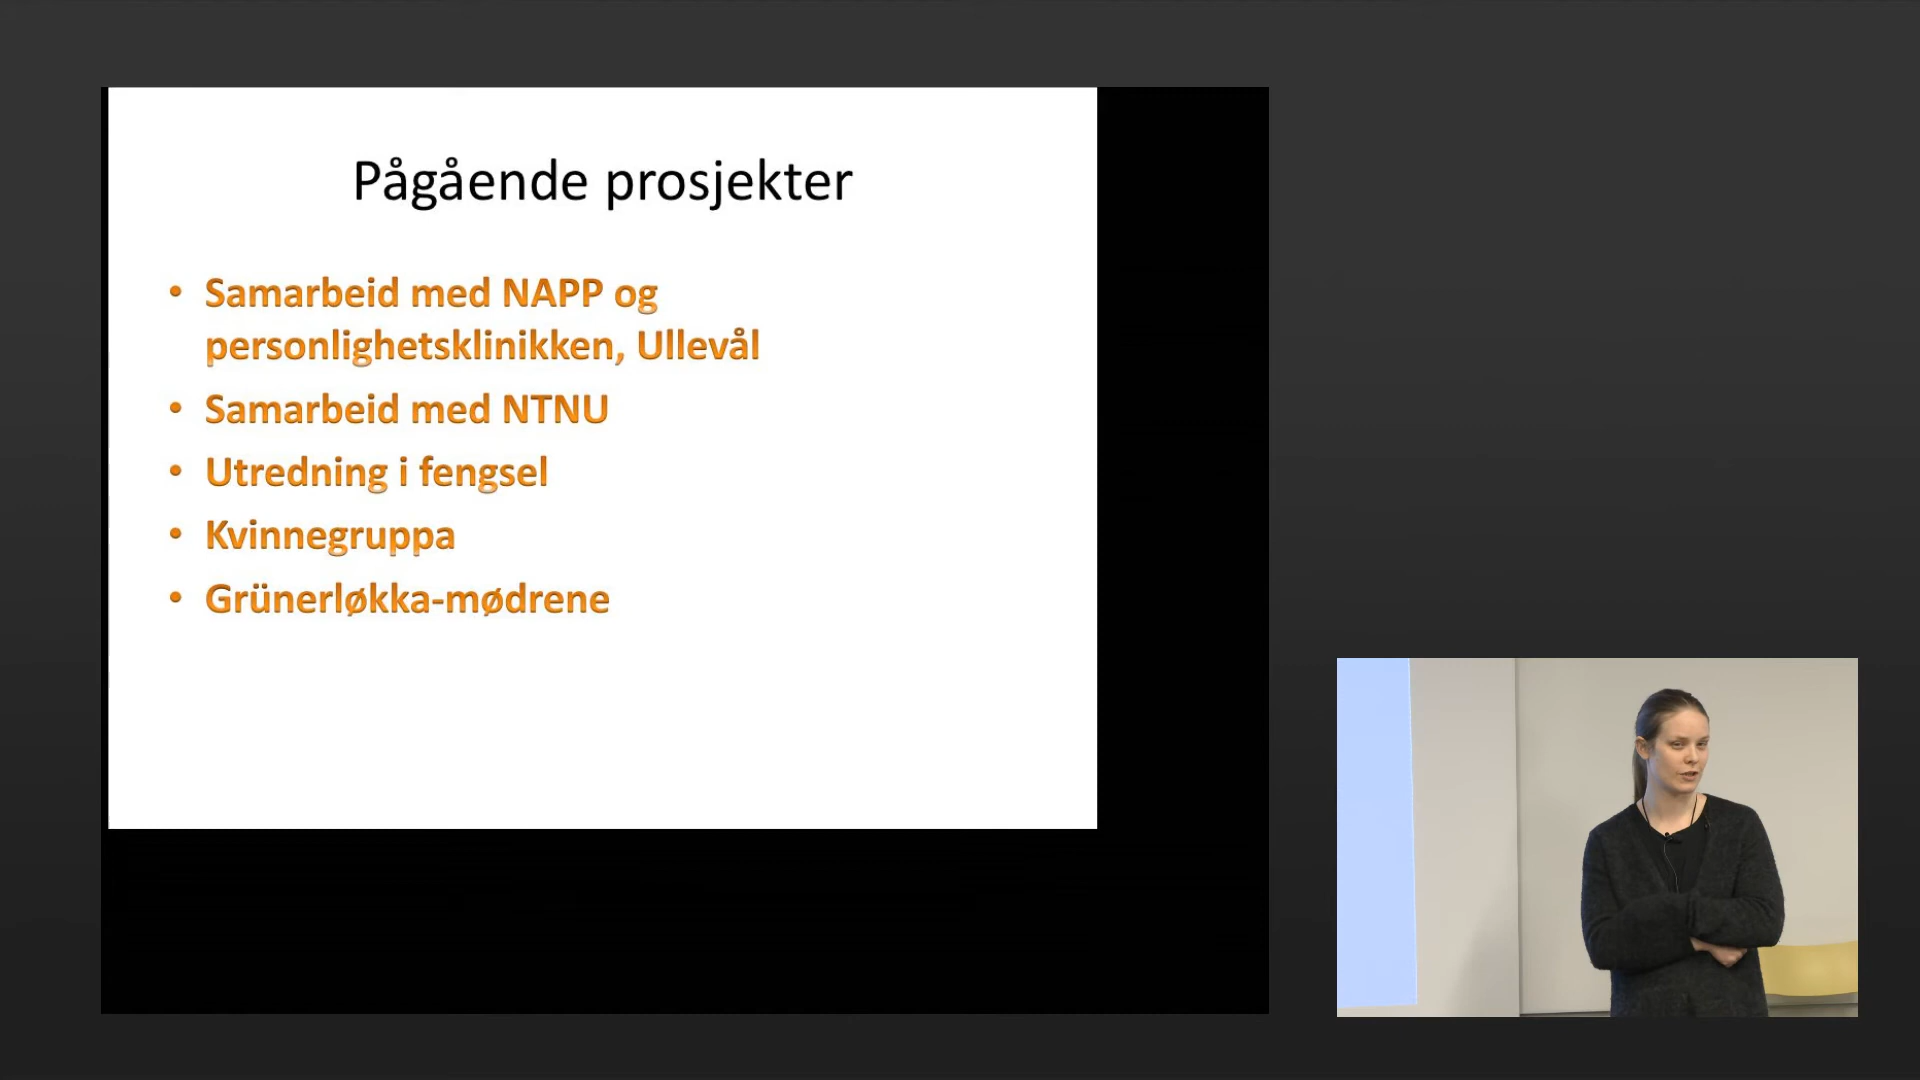 Pågående prosjekter
• Samarbeid med NAPP og
personlighetsklinikken, Ullevål
• Samarbeid med NTNU
• Utredning i fengsel
• Kvinnegruppa
• Grünerløkka-mødrene